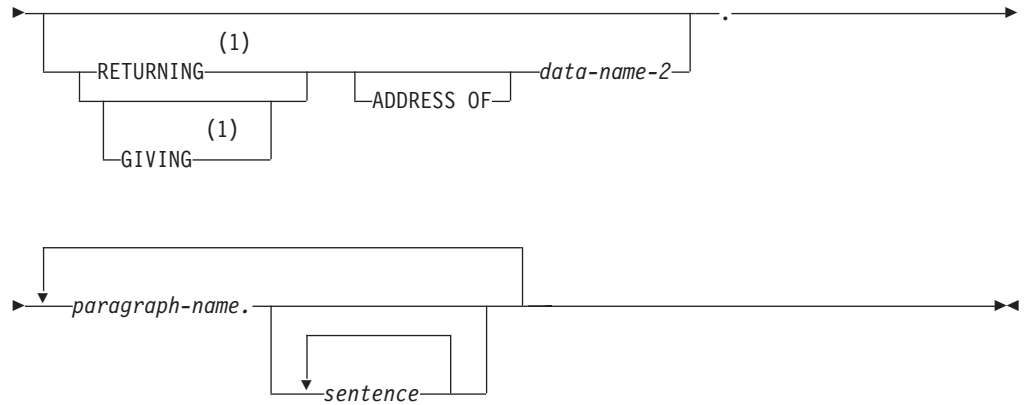 .
(1)
RETURNING data-name-2
ADDRESS OF
(1)
GIVING
paragraph-name.
sentence